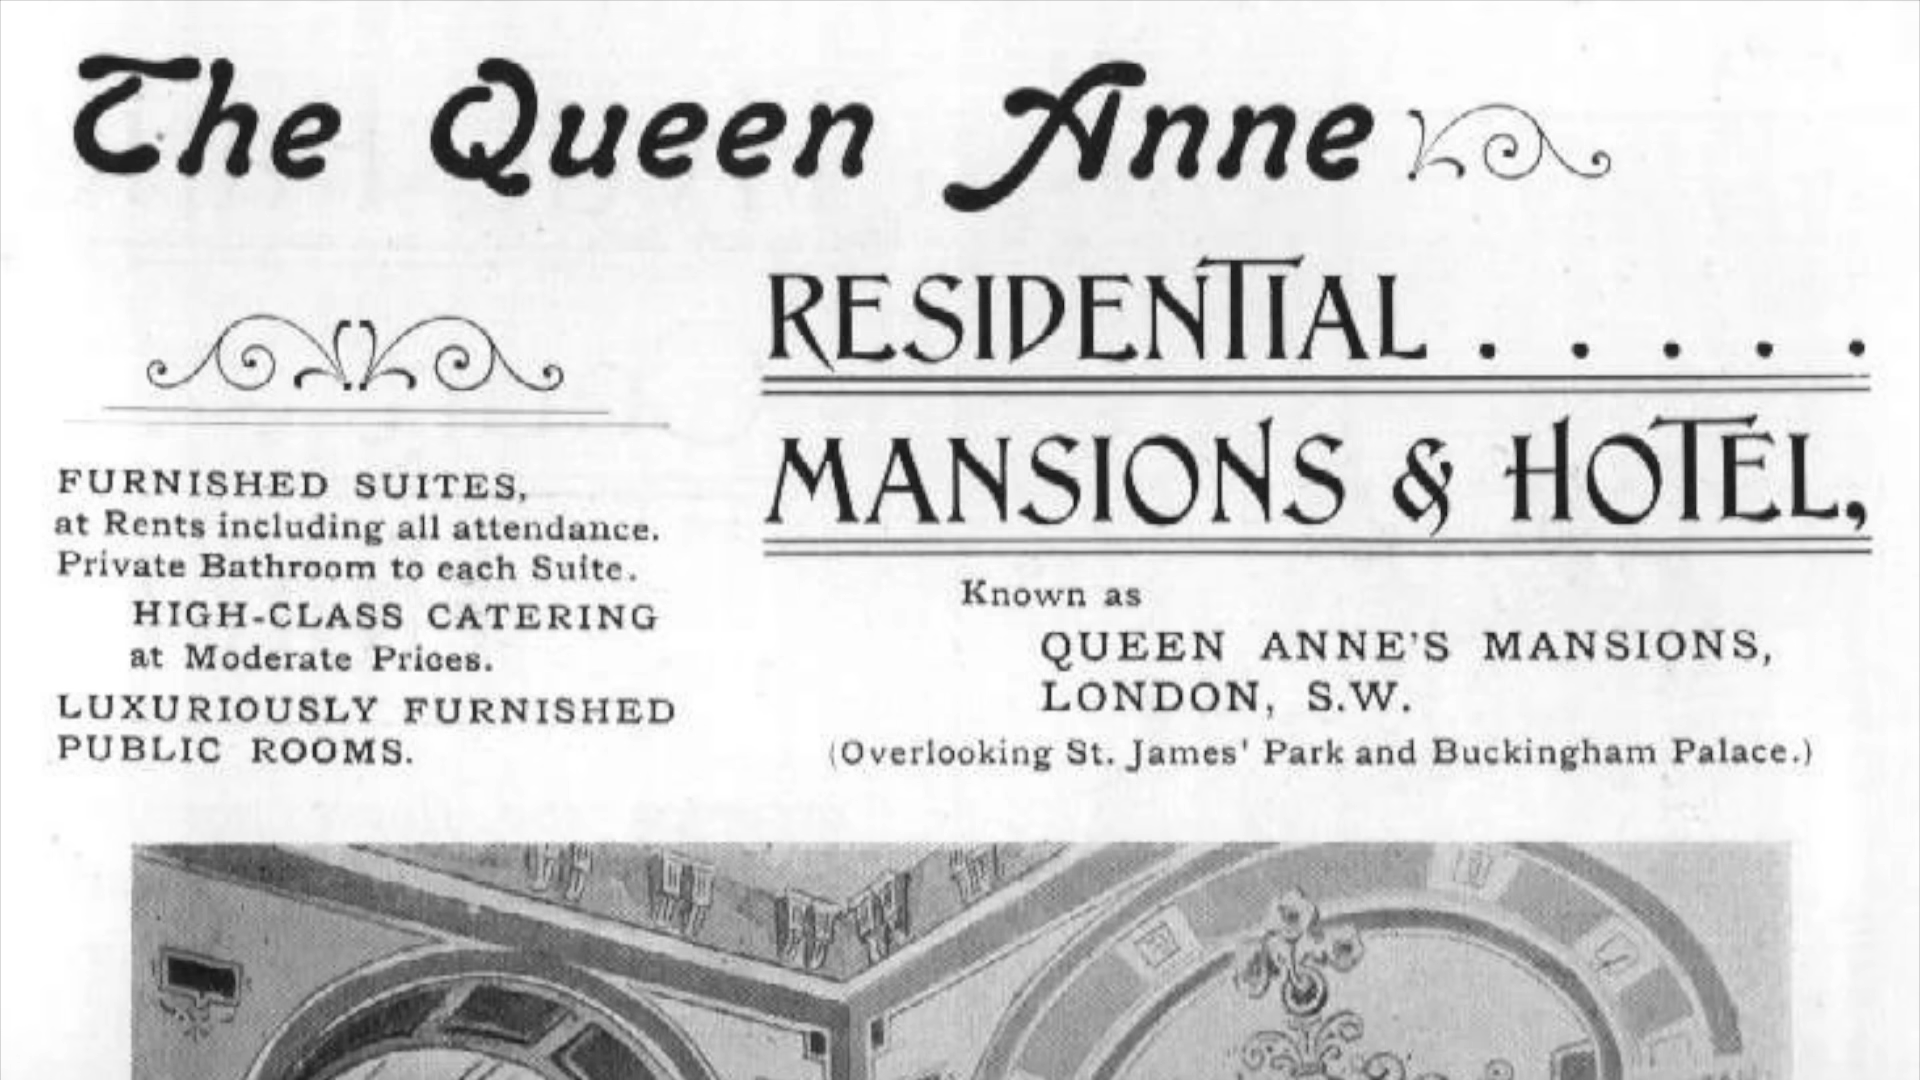 The Queen Anne
RESIDENTIAL . . . . .
MANSIONS & HOTEL,
FURNISHED SUITES,
at Rents including all attendance.
Private Bathroom to each Suite.
HIGH-CLASS CATERING
at Moderate Prices.
LUXURIOUSLY FURNISHED
PUBLIC ROOMS.
Known as
QUEEN ANNE'S MANSIONS,
LONDON, S.W.
(Overlooking St. James' Park and Buckingham Palace.)